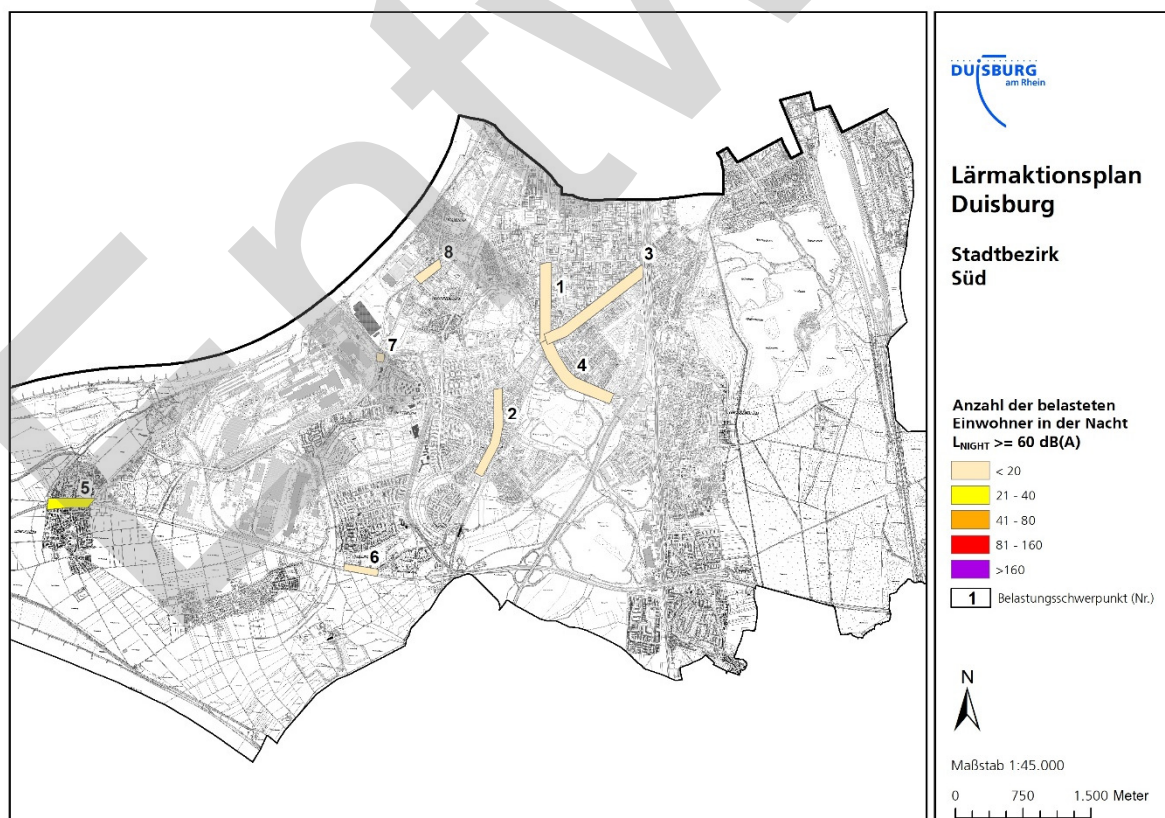 Entw
8
3
1
7
4
2
5
6
DUISBURG
am Rhein
Lärmaktionsplan
Duisburg
Stadtbezirk
Süd
Anzahl der belasteten
Einwohner in der Nacht
LNIGHT >= 60 dB(A)
< 20
21 - 40
41 - 80
81 - 160
>160
1 Belastungsschwerpunkt (Nr.)
N
Maßstab 1:45.000
0 750 1.500 Meter